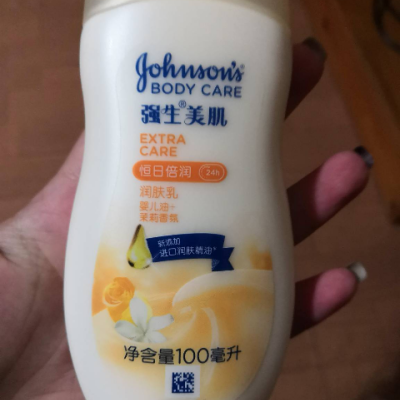 Johnson's®
BODY CARE
强生®美肌
EXTRA
CARE
恒日倍润 24h
润肤乳
婴儿油+
茉莉香氛
新添加
进口润肤精油*
净含量100毫升